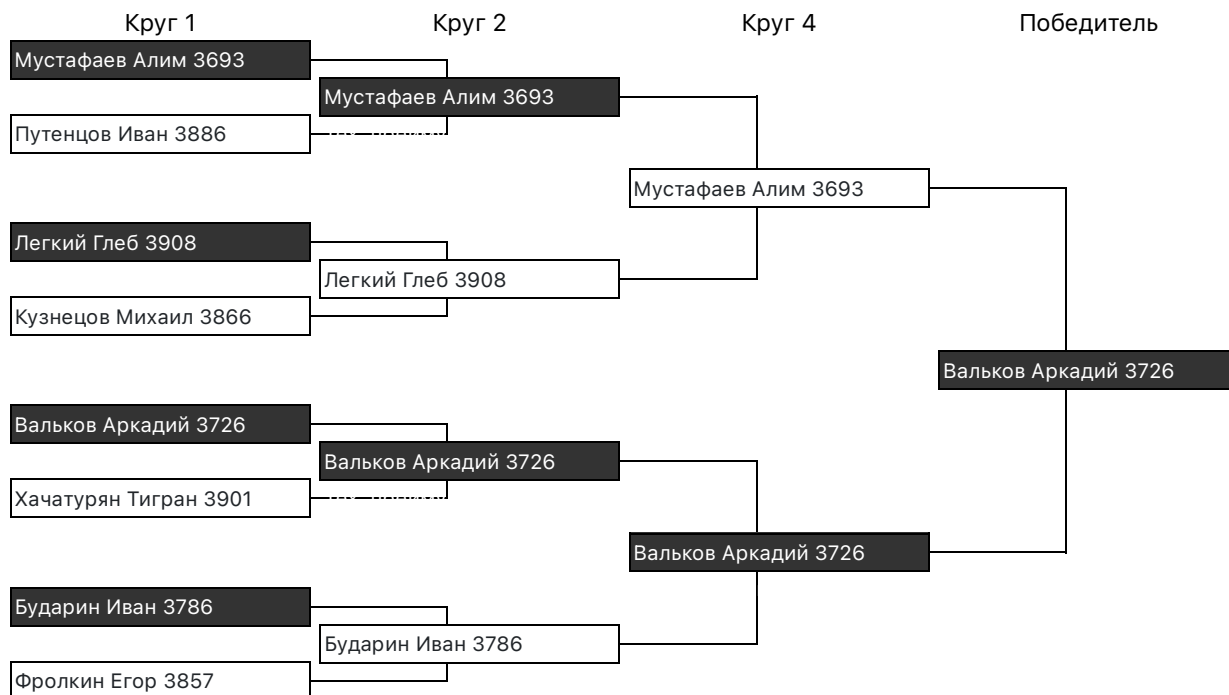 Круг 1
Круг 2
Круг 4
Победитель
Мустафаев Алим 3693
Мустафаев Алим 3693
Путенцов Иван 3886
Мустафаев Алим 3693
Легкий Глеб 3908
Легкий Глеб 3908
Кузнецов Михаил 3866
Вальков Аркадий 3726
Вальков Аркадий 3726
Вальков Аркадий 3726
Хачатурян Тигран 3901
Вальков Аркадий 3726
Бударин Иван 3786
Бударин Иван 3786
Фролкин Егор 3857